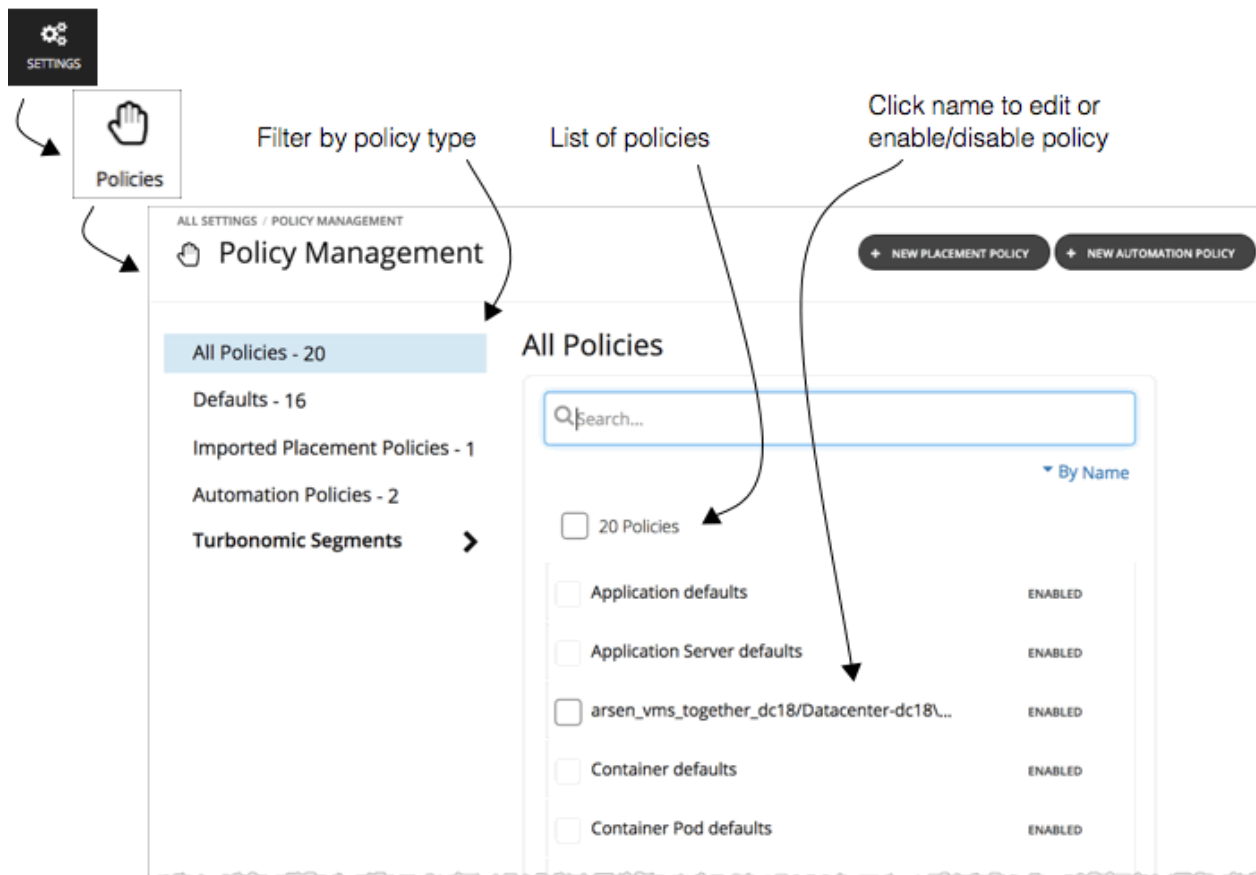 SETTINGS
Policies
Filter by policy type
List of policies
Click name to edit or
enable/disable policy
ALL SETTINGS / POLICY MANAGEMENT
Policy Management
+ NEW PLACEMENT POLICY
+ NEW AUTOMATION POLICY
All Policies - 20
Defaults - 16
Imported Placement Policies - 1
Automation Policies - 2
Turbonomic Segments
All Policies
Search...
By Name
20 Policies
Application defaults ENABLED
Application Server defaults ENABLED
arsen_vms_together_dc18/Datacenter-dc18\... ENABLED
Container defaults ENABLED
Container Pod defaults ENABLED